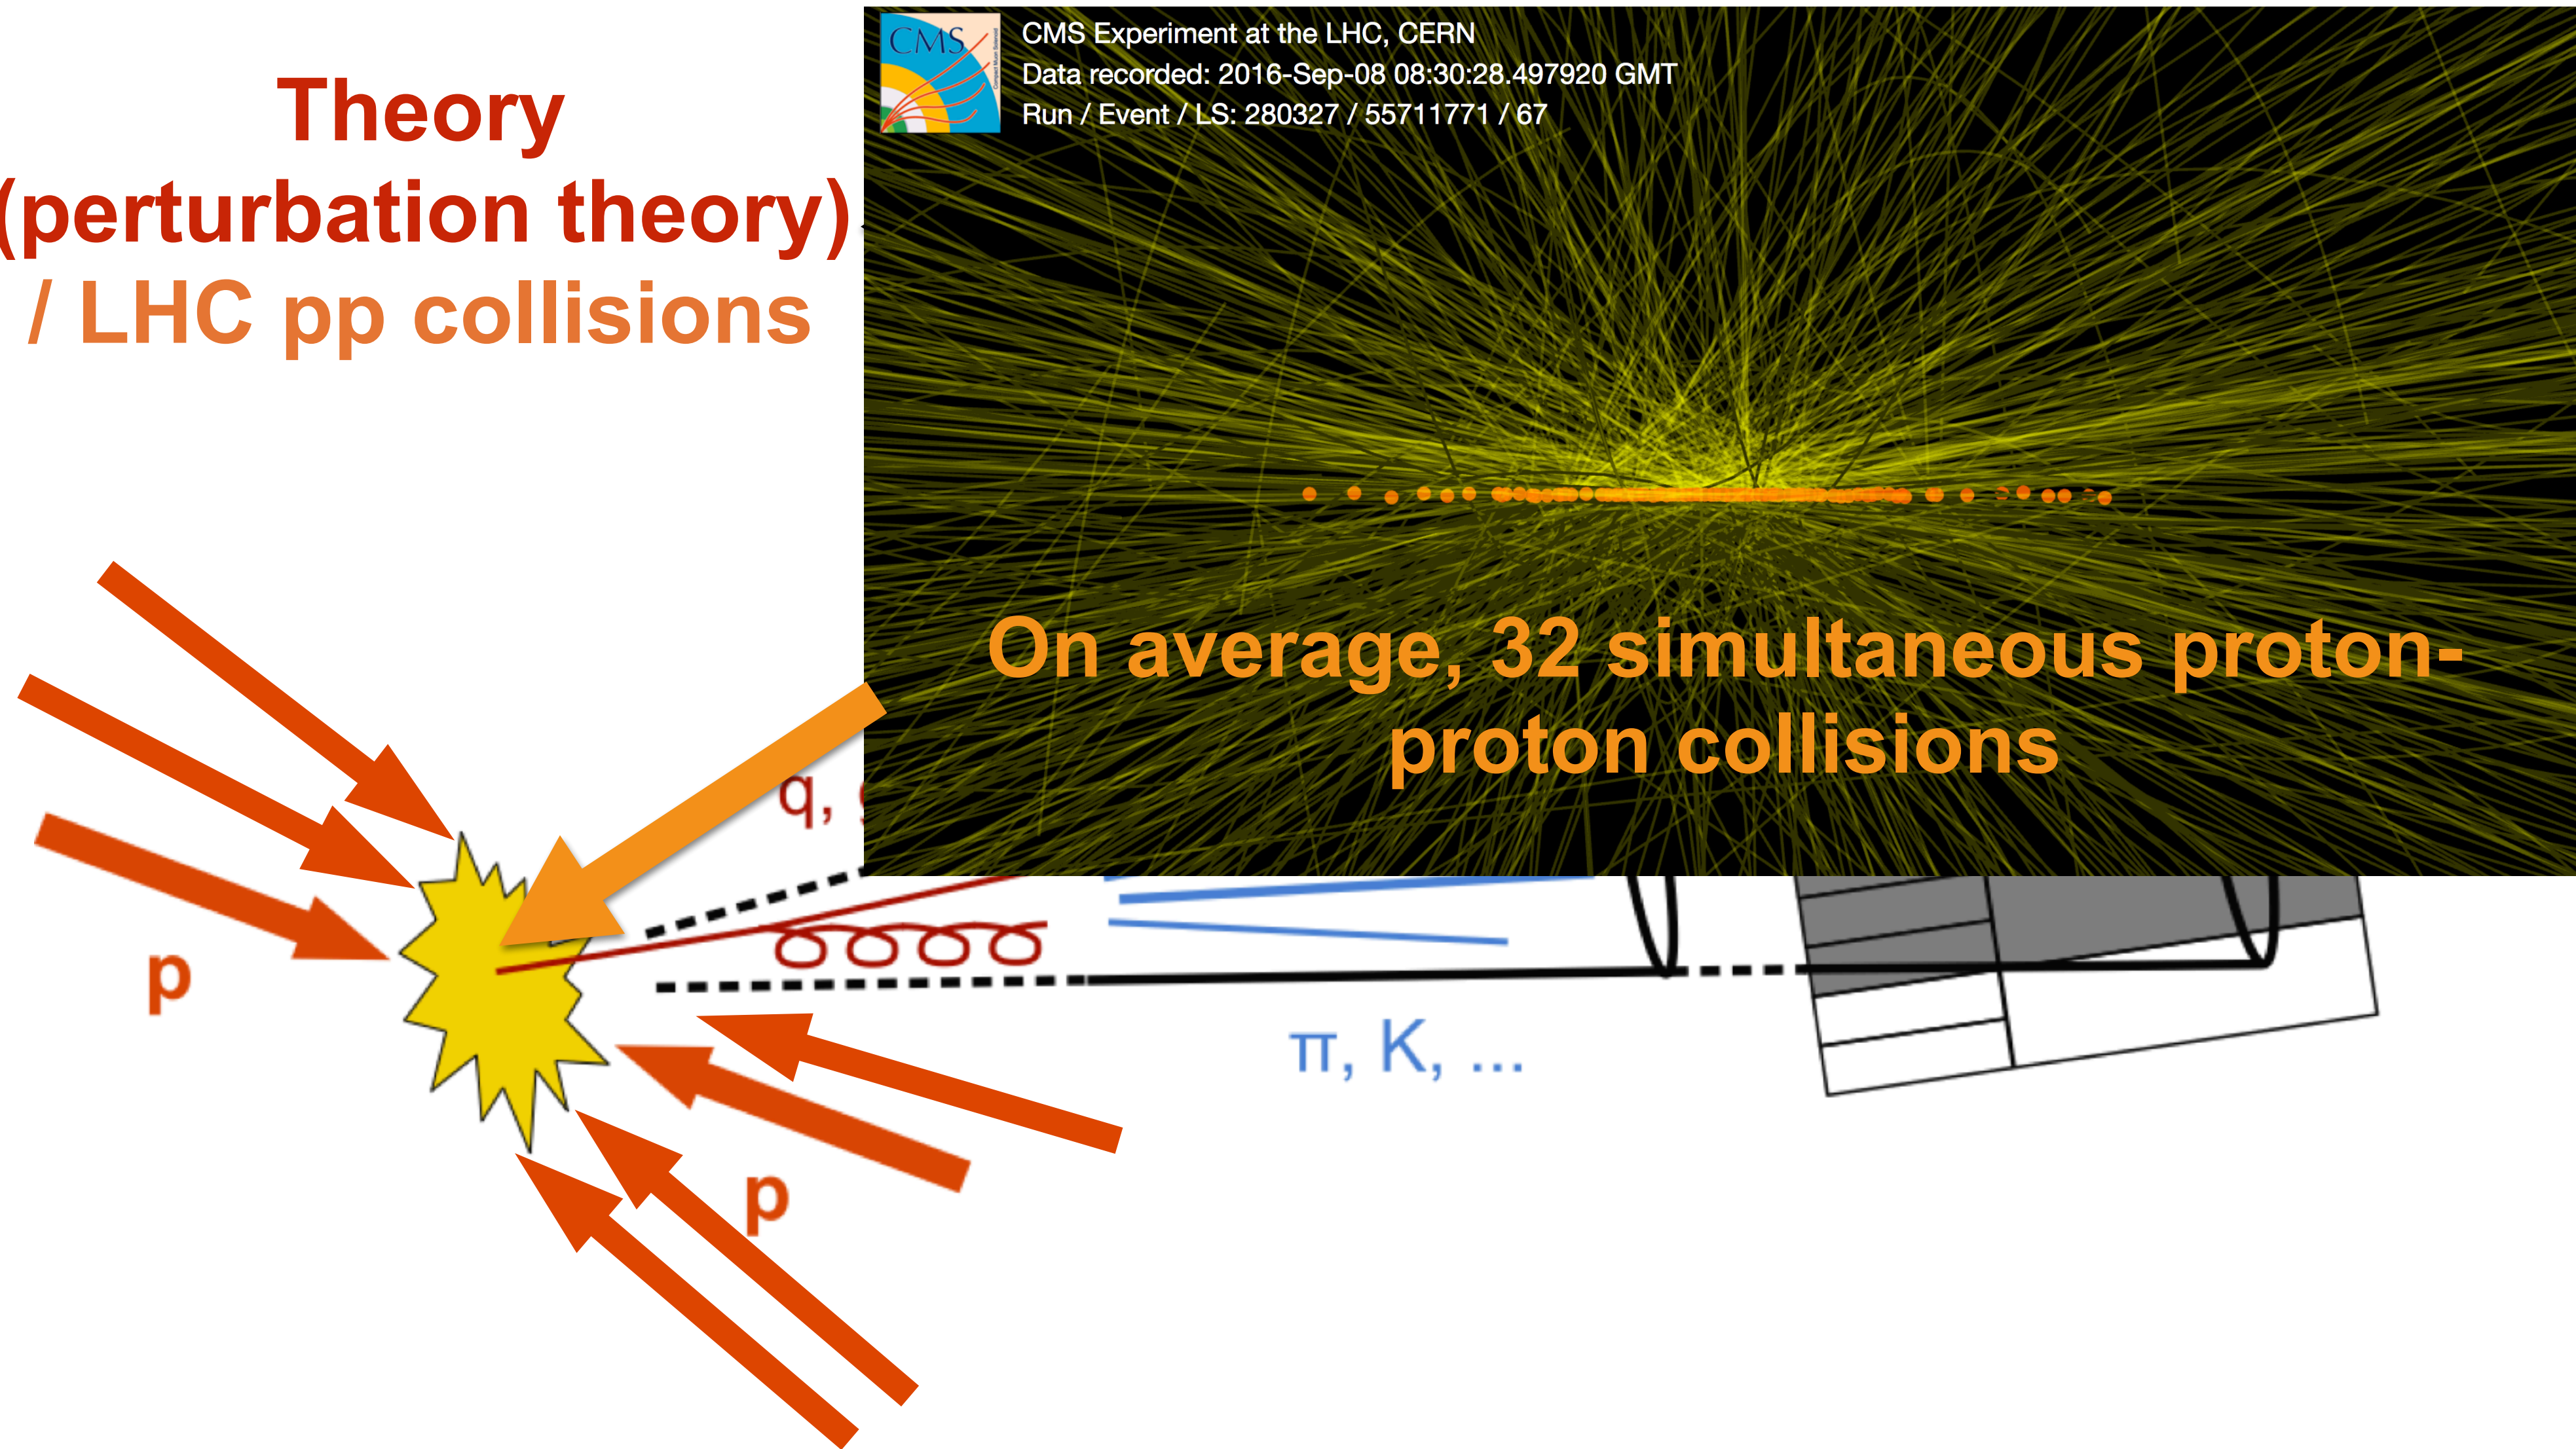 Theory
(perturbation theory)
/ LHC pp collisions
CMS
CMS Experiment at the LHC, CERN
Data recorded: 2016-Sep-08 08:30:28.497920 GMT
Run / Event / LS: 280327 / 55711771 / 67
On average, 32 simultaneous proton-
proton collisions
q,
p
π, K, ...
p